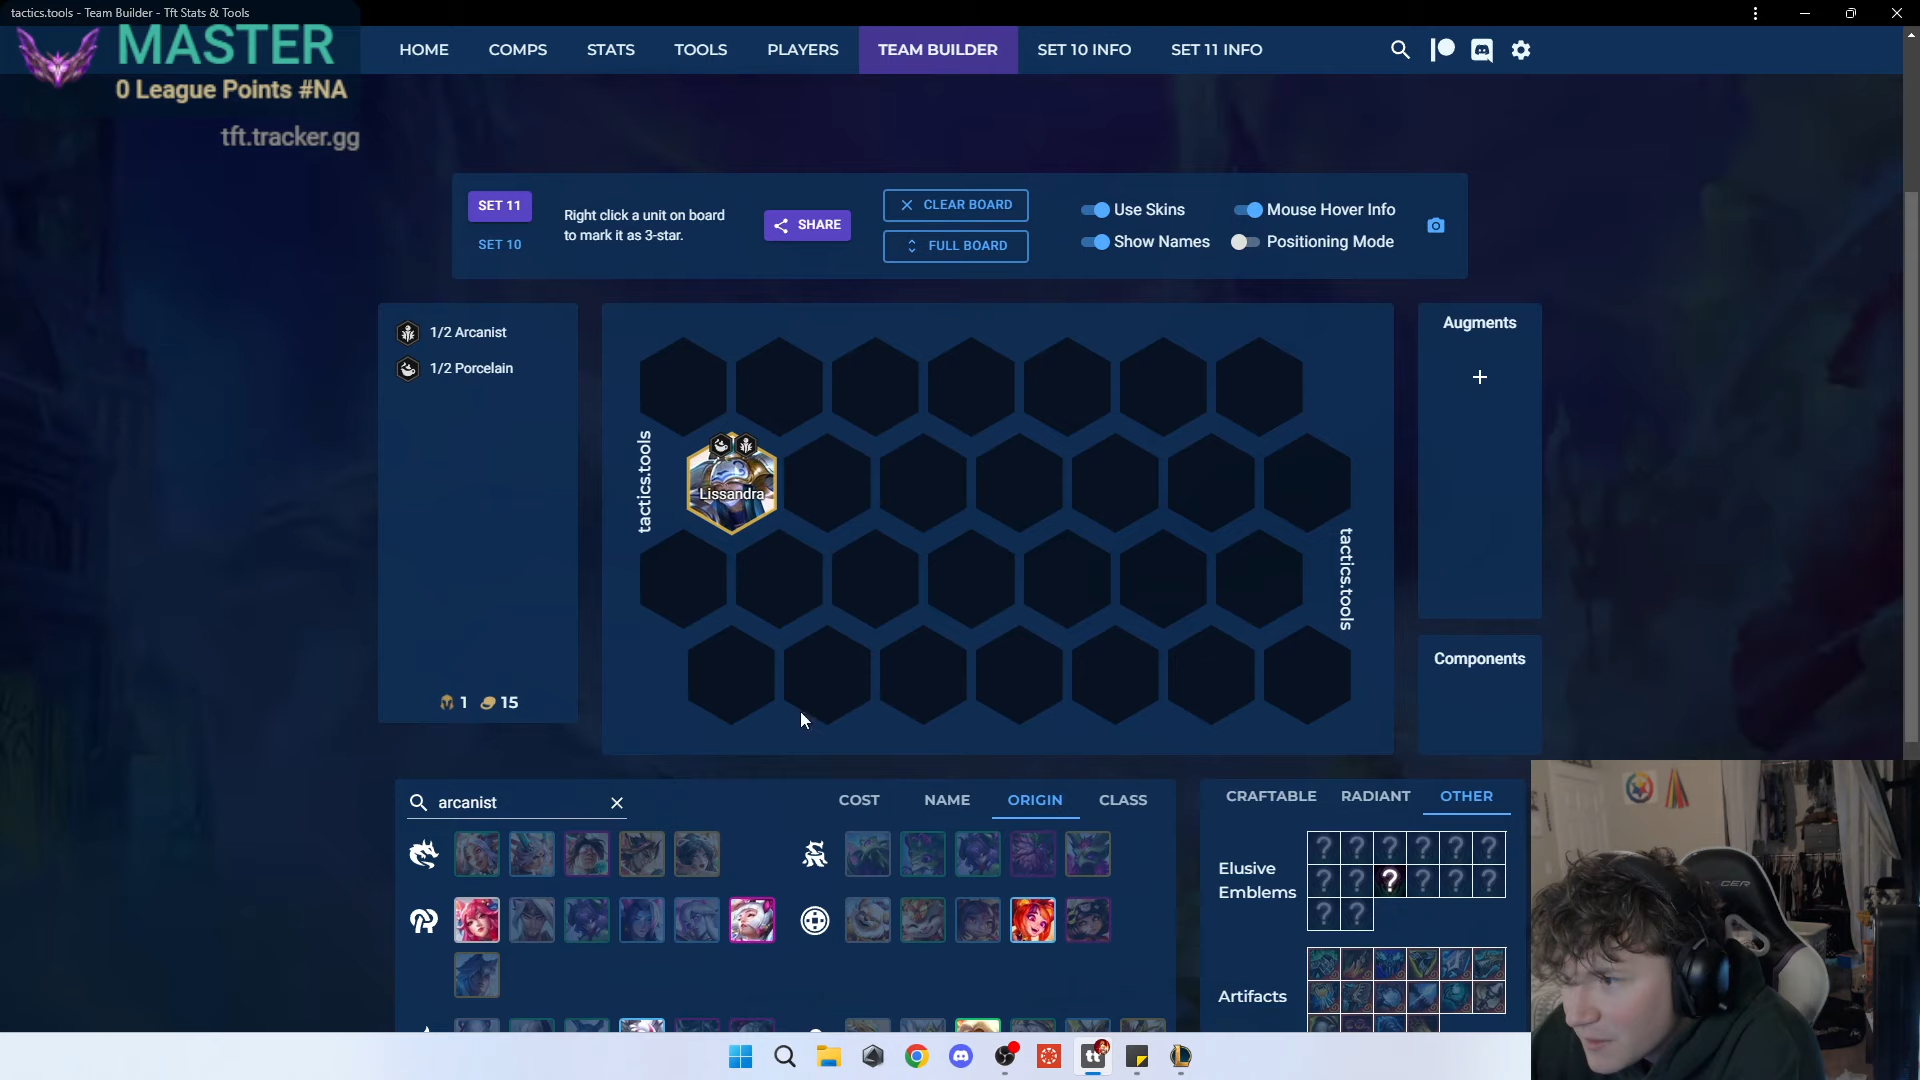 tactics.tools - Team Builder - Tft Stats & Tools
MASTER
0 League Points #NA
tft.tracker.gg
HOME COMPS STATS TOOLS PLAYERS TEAM BUILDER SET 10 INFO SET 11 INFO
SET 11
SET 10
Right click a unit on board
to mark it as 3-star.
SHARE
CLEAR BOARD
FULL BOARD
Use Skins
Mouse Hover Info
Show Names
Positioning Mode
1/2 Arcanist
1/2 Porcelain
1 15
tactics.tools
Lissandra
tactics.tools
Augments
+
Components
arcanist
COST NAME ORIGIN CLASS
CRAFTABLE RADIANT OTHER
Elusive
Emblems
? ? ? ? ? ?
? ? ? ? ? ?
? ?
Artifacts
tt
CER